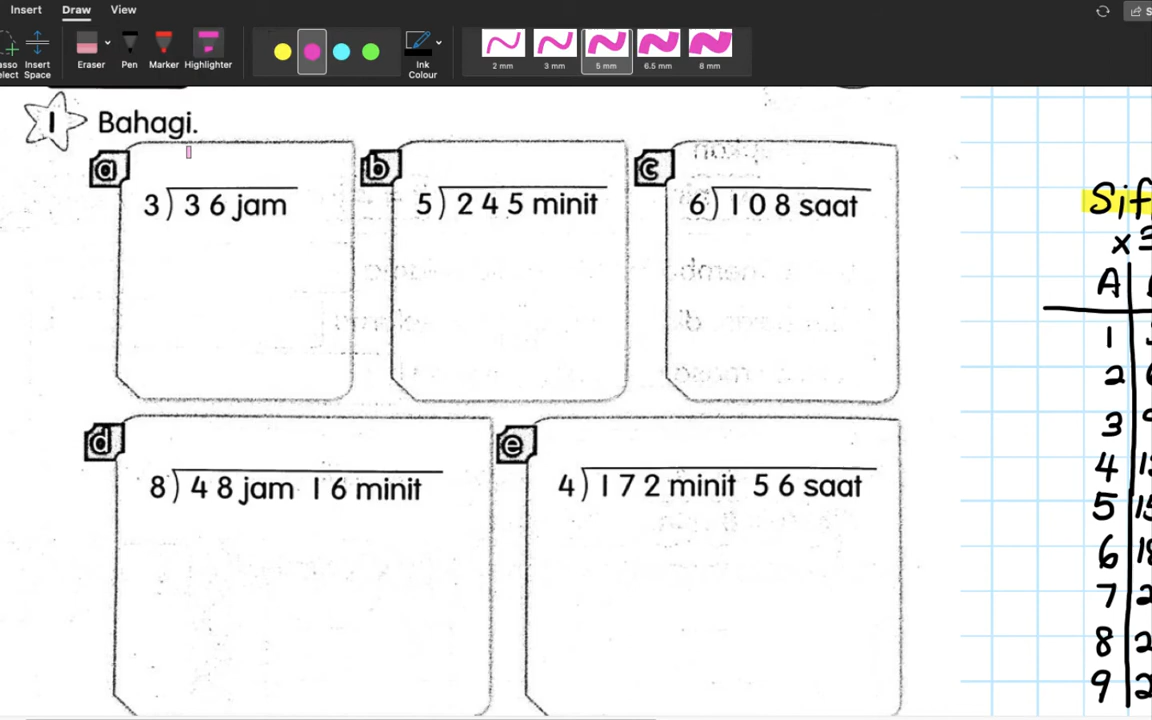 Insert Draw View
Eraser Pen Marker Highlighter
Insert Space
Ink Colour
2 mm 3 mm 5 mm 6.5 mm 8 mm
1 Bahagi.
a b c
3) 3 6 jam 5) 2 4 5 minit 6) 1 0 8 saat
d e
8) 4 8 jam 1 6 minit 4) 1 7 2 minit 5 6 saat
A
1
2
3
4
5
6
7
8
9